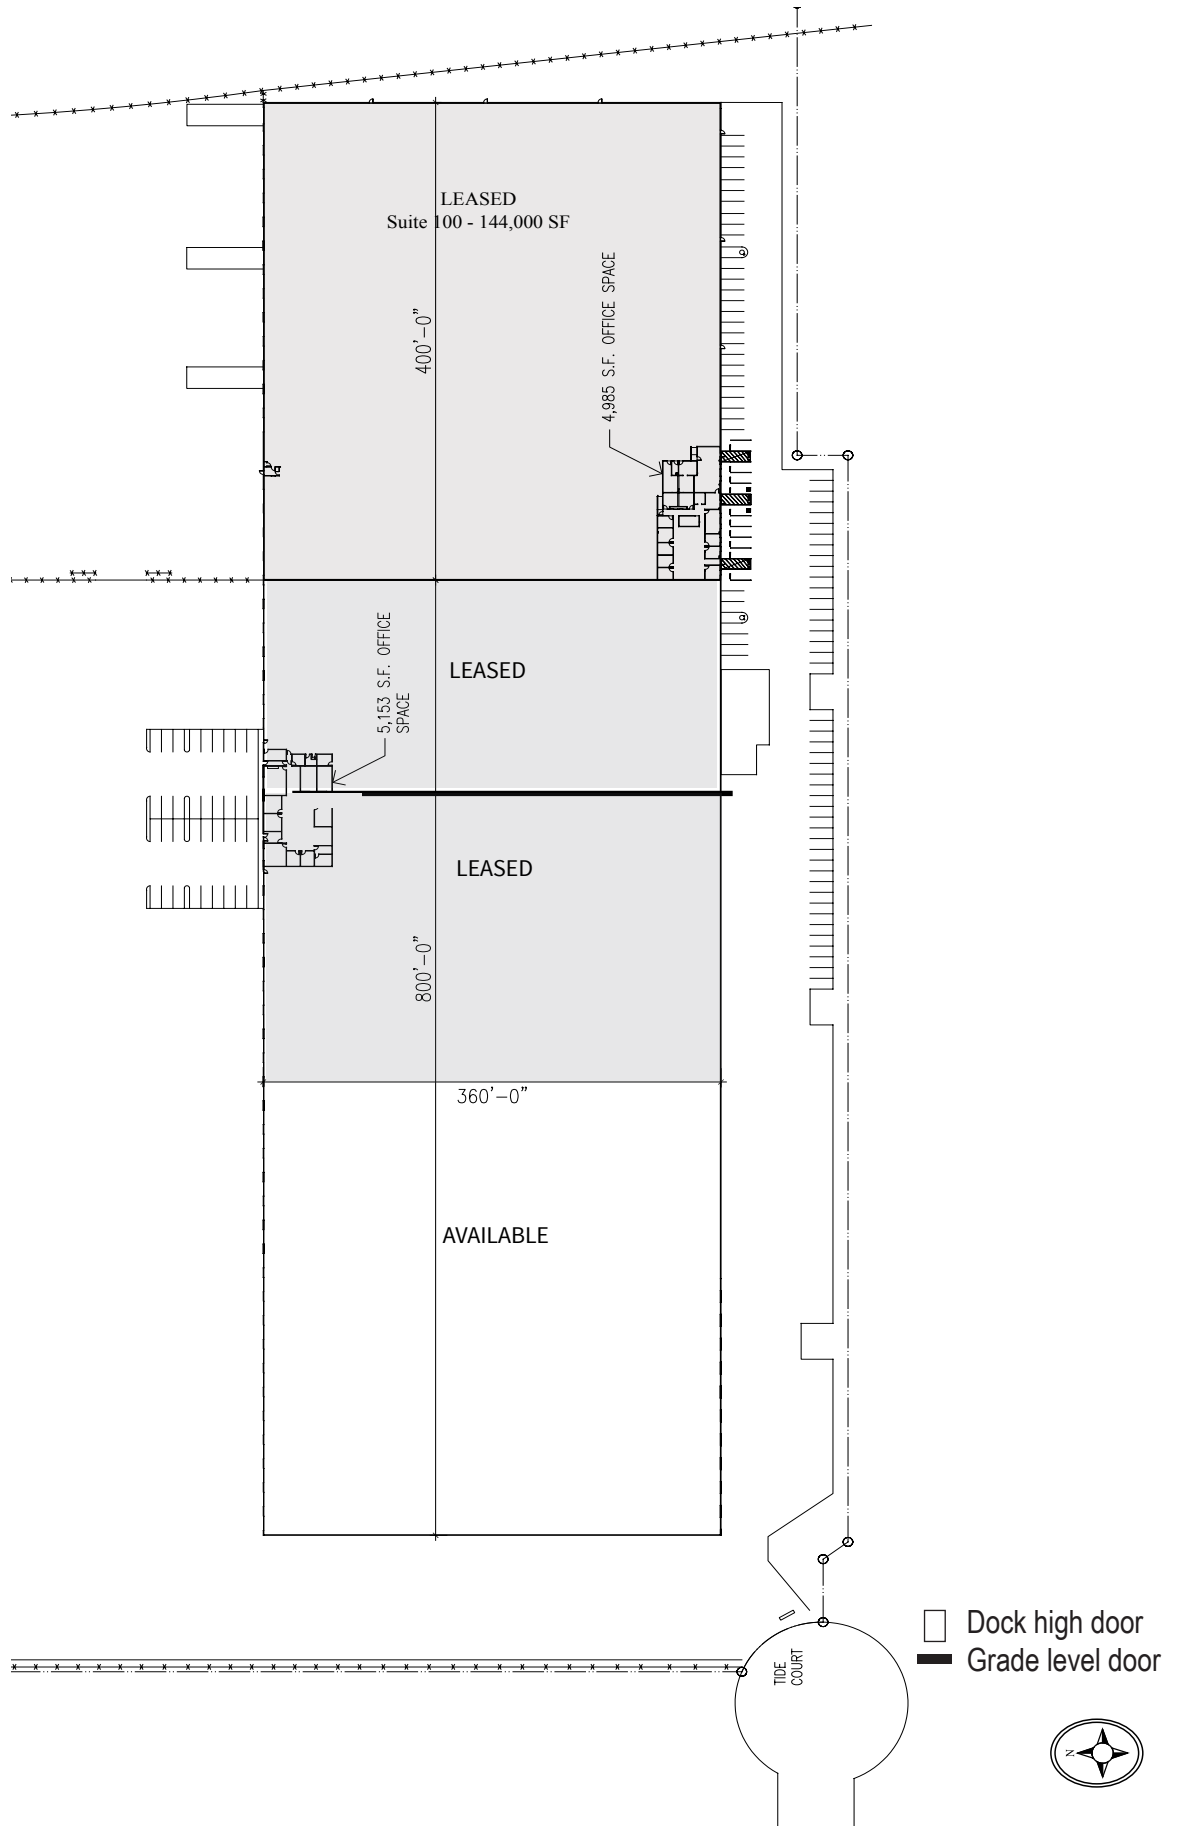 LEASED
Suite 100 - 144,000 SF
4,985 S.F. OFFICE SPACE
400'-0"
5,153 S.F. OFFICE
SPACE
LEASED
LEASED
800'-0"
360'-0"
AVAILABLE
Dock high door
Grade level door
TIDE
COURT
N